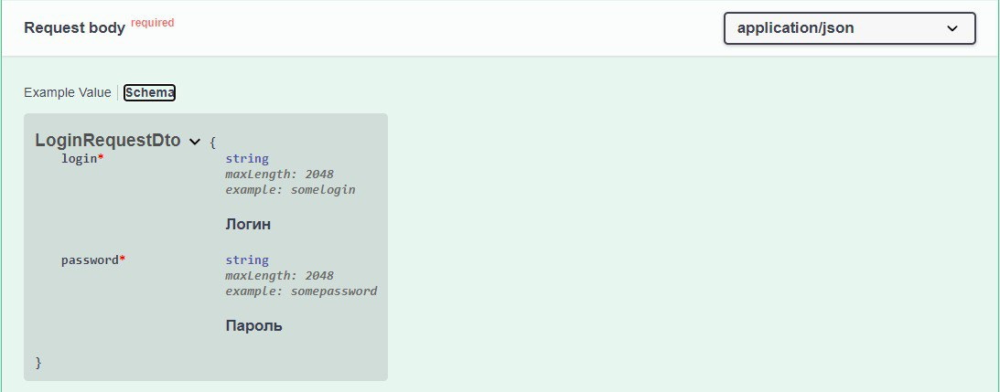 Request body required
application/json
Example Value Schema
LoginRequestDto {
login* string
maxLength: 2048
example: somelogin
Логин
password* string
maxLength: 2048
example: somepassword
Пароль
}